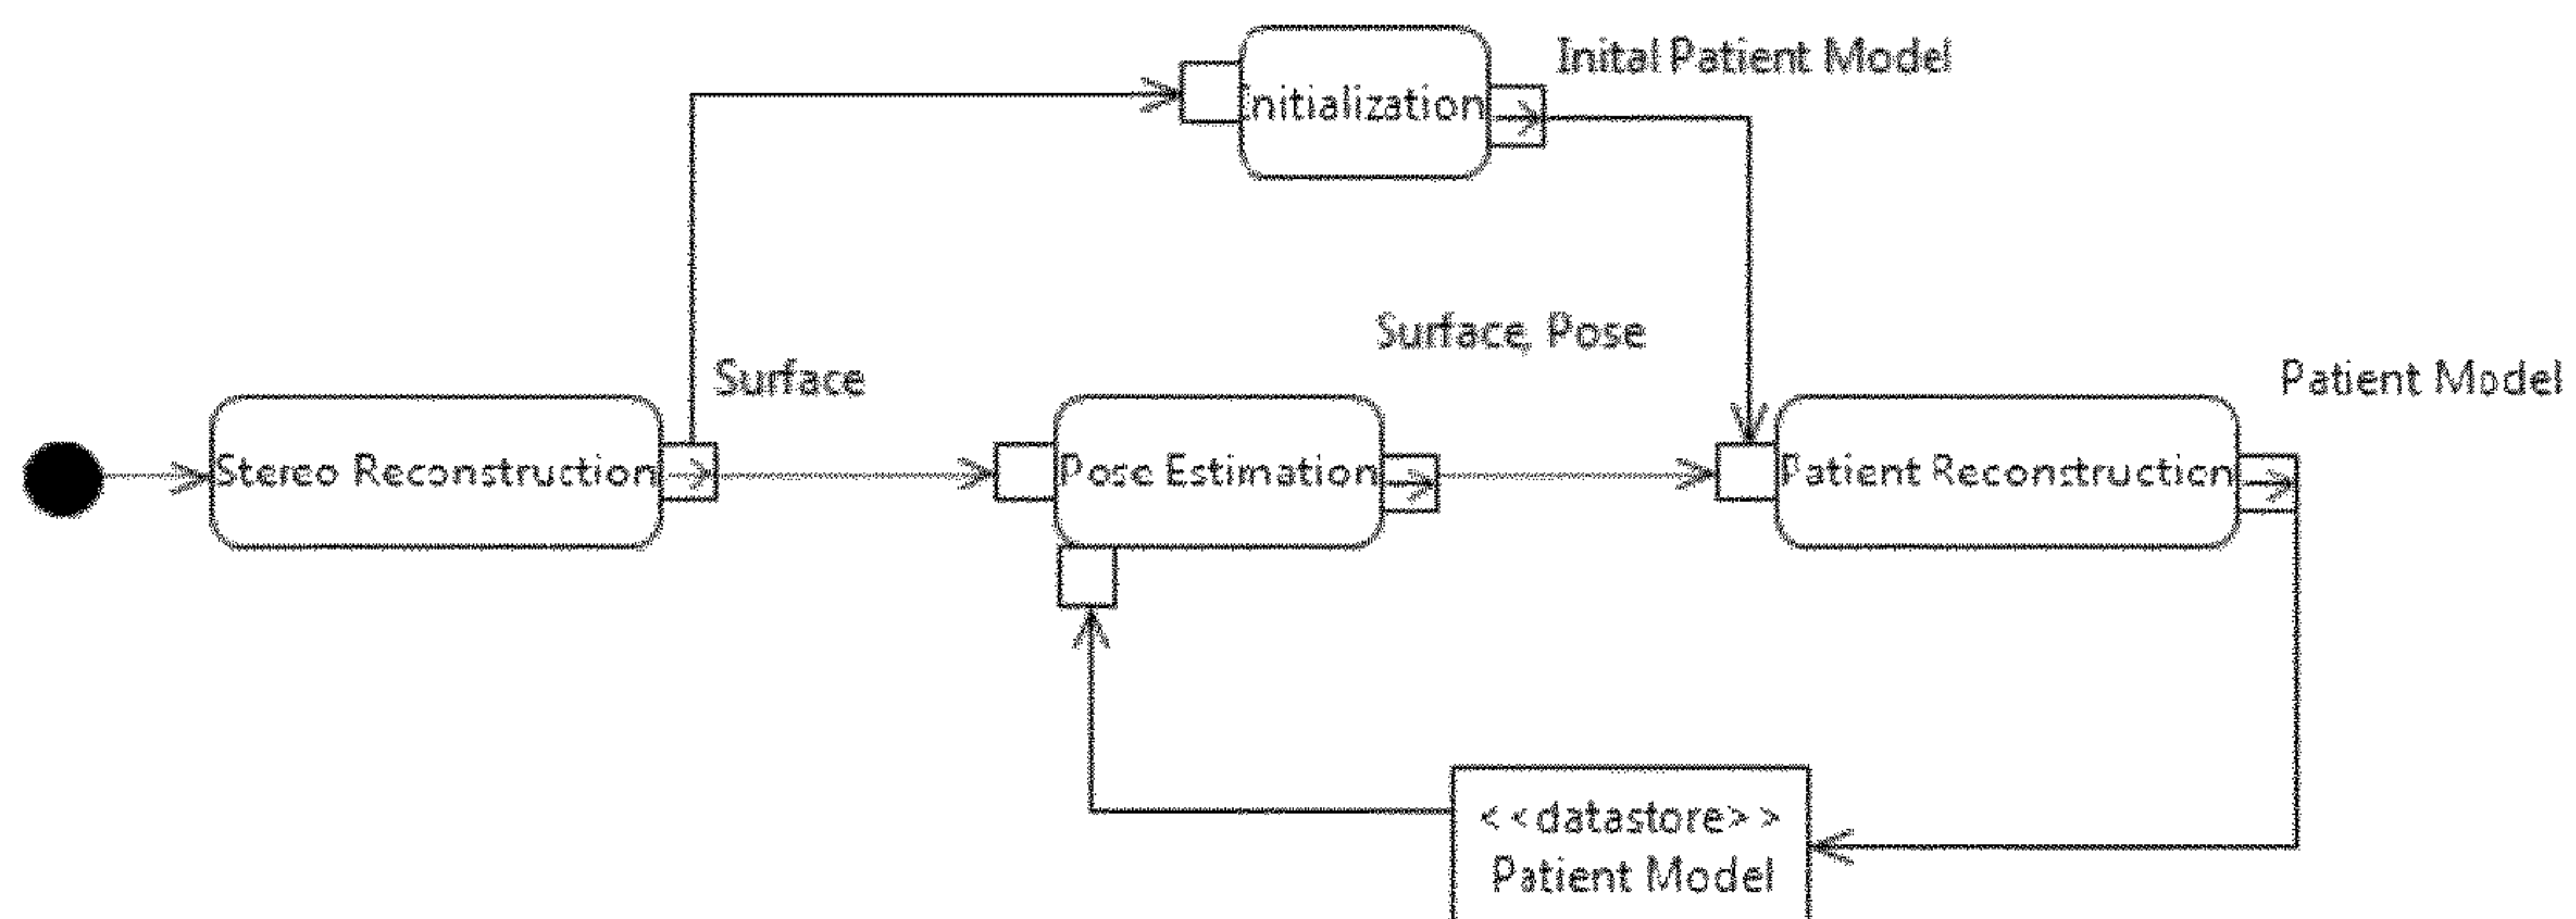 Inital Patient Model
Initialization
Surface, Pose
Surface
Patient Model
Stereo Reconstruction
Pose Estimation
Patient Reconstruction
< <datastore> >
Patient Model